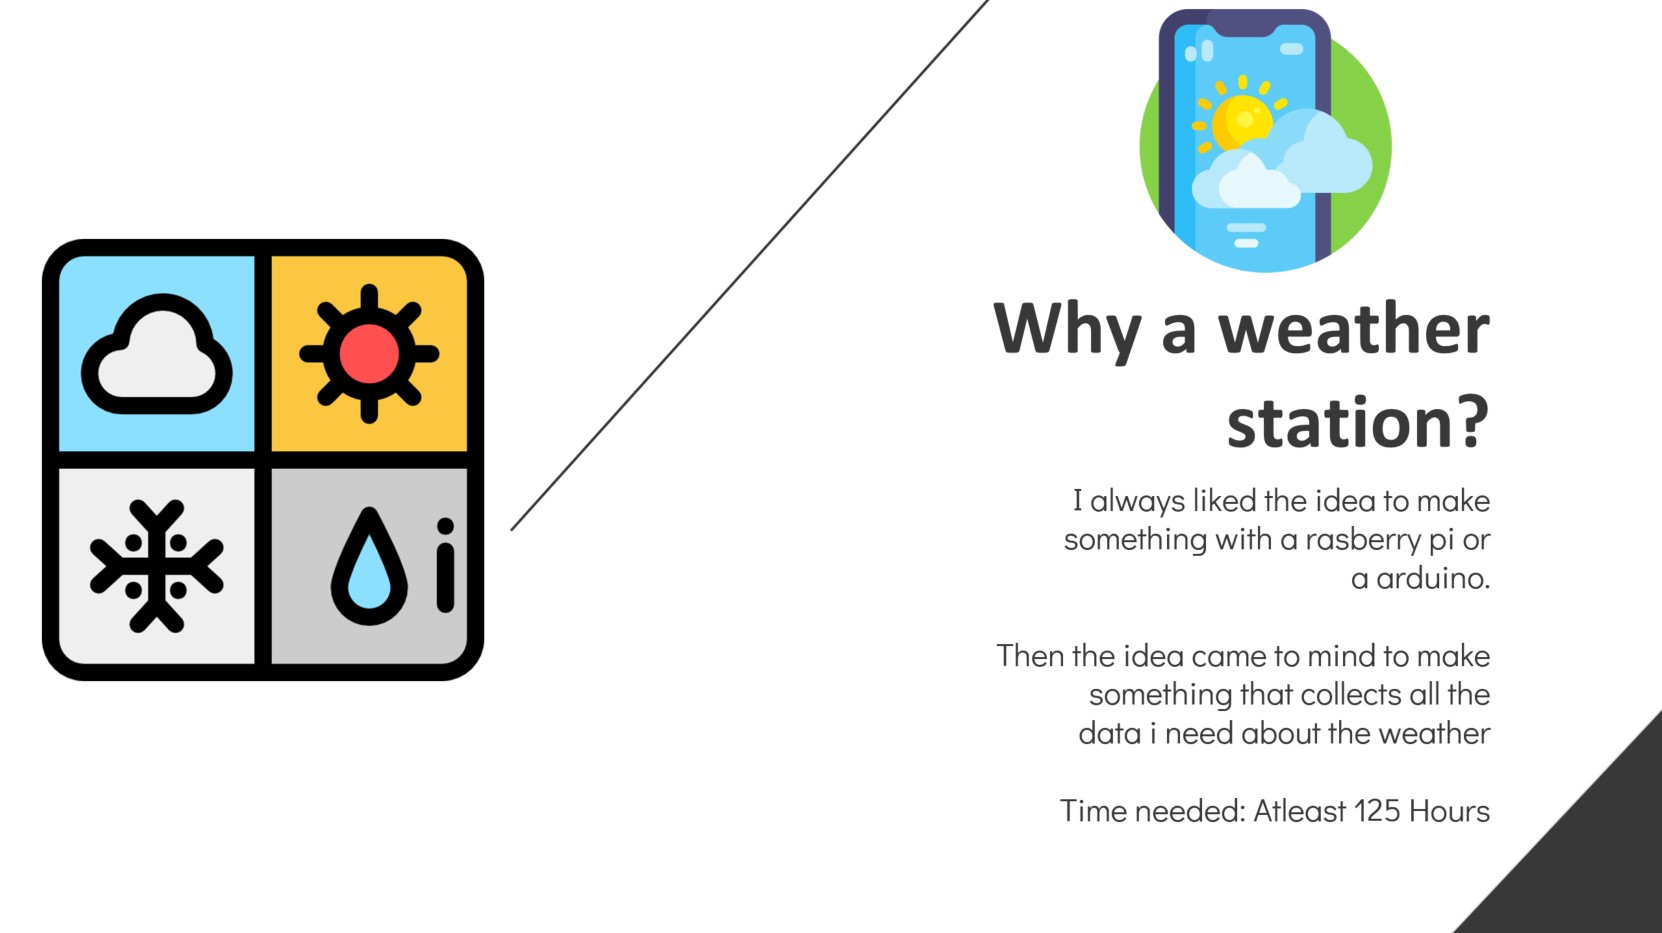 i
Why a weather
station?
I always liked the idea to make
something with a rasberry pi or
a arduino.
Then the idea came to mind to make
something that collects all the
data i need about the weather
Time needed: Atleast 125 Hours